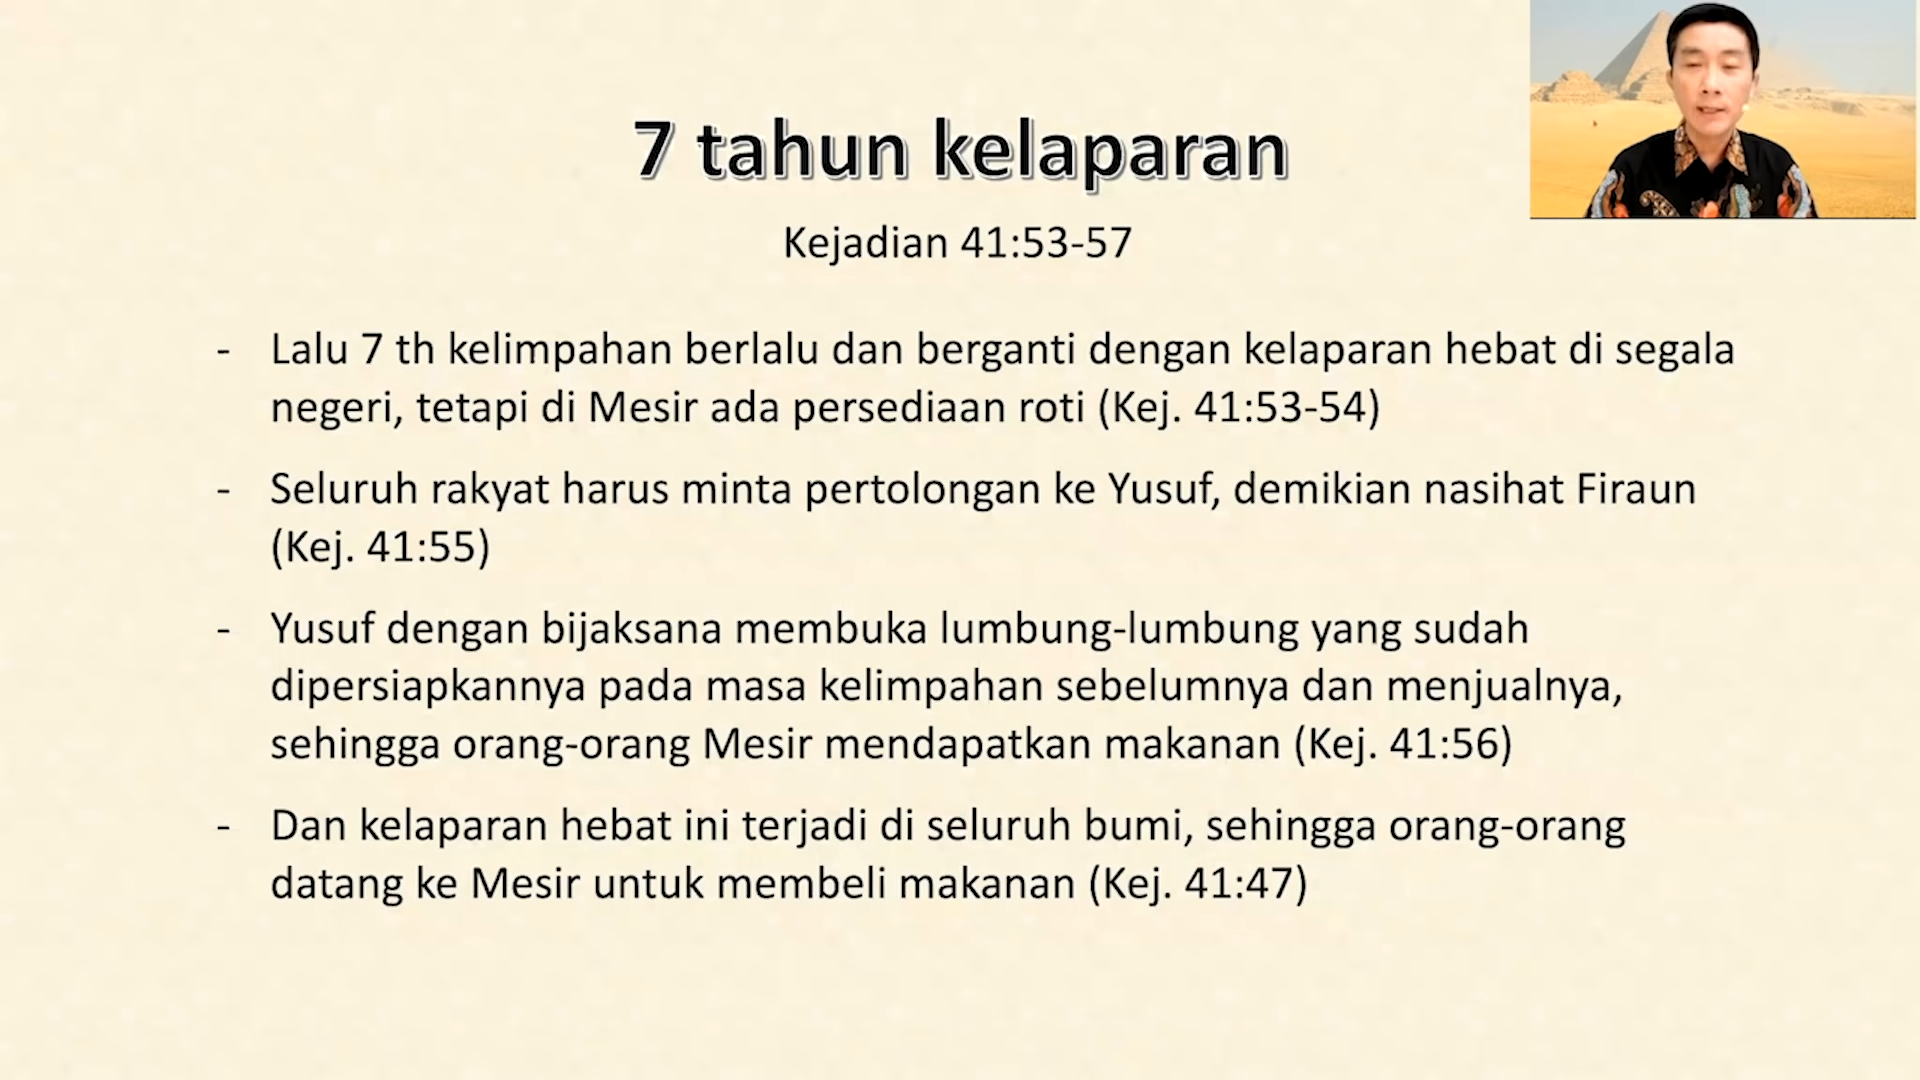 7 tahun kelaparan
Kejadian 41:53-57
- Lalu 7 th kelimpahan berlalu dan berganti dengan kelaparan hebat di segala
negeri, tetapi di Mesir ada persediaan roti (Kej. 41:53-54)
- Seluruh rakyat harus minta pertolongan ke Yusuf, demikian nasihat Firaun
(Kej. 41:55)
- Yusuf dengan bijaksana membuka lumbung-lumbung yang sudah
dipersiapkannya pada masa kelimpahan sebelumnya dan menjualnya,
sehingga orang-orang Mesir mendapatkan makanan (Kej. 41:56)
- Dan kelaparan hebat ini terjadi di seluruh bumi, sehingga orang-orang
datang ke Mesir untuk membeli makanan (Kej. 41:47)